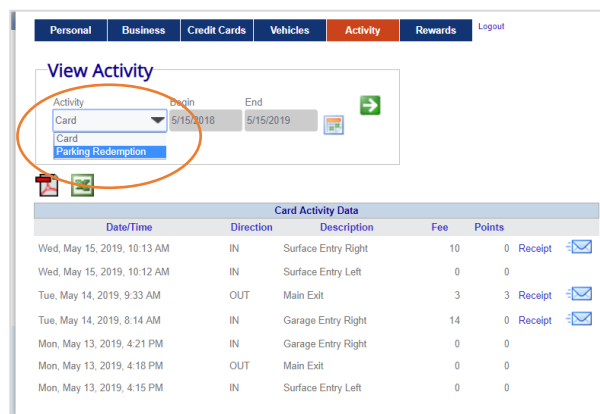 Personal Business Credit Cards Vehicles Activity Rewards Logout
View Activity
Activity Begin End
Card 5/15/2018 5/15/2019
Card
Parking Redemption
Card Activity Data
Date/Time Direction Description Fee Points
Wed, May 15, 2019, 10:13 AM IN Surface Entry Right 10 0 Receipt
Wed, May 15, 2019, 10:12 AM IN Surface Entry Left 0 0
Tue, May 14, 2019, 9:33 AM OUT Main Exit 3 3 Receipt
Tue, May 14, 2019, 8:14 AM IN Garage Entry Right 14 0 Receipt
Mon, May 13, 2019, 4:21 PM IN Garage Entry Right 0 0
Mon, May 13, 2019, 4:18 PM OUT Main Exit 0 0
Mon, May 13, 2019, 4:15 PM IN Surface Entry Left 0 0